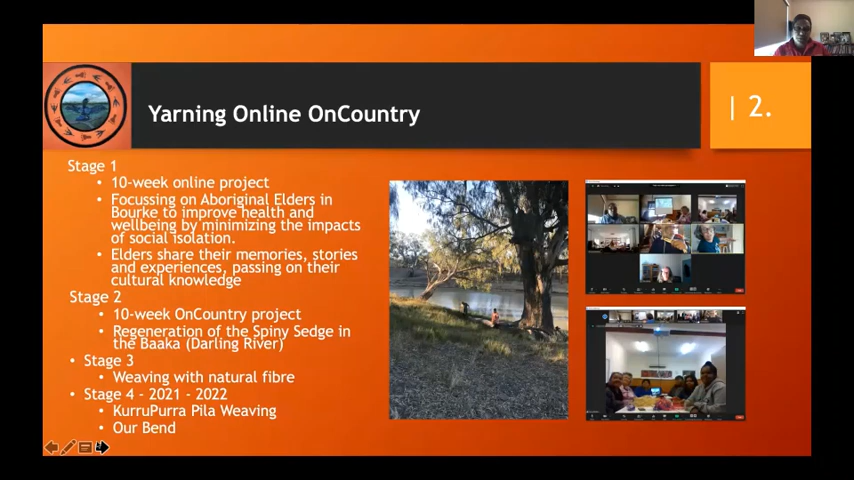 Yarning Online OnCountry
| 2.
Stage 1
• 10-week online project
• Focussing on Aboriginal Elders in
Bourke to improve health and
wellbeing by minimizing the impacts
of social isolation.
• Elders share their memories, stories
and experiences, passing on their
cultural knowledge
Stage 2
• 10-week OnCountry project
• Regeneration of the Spiny Sedge in
the Baaka (Darling River)
• Stage 3
• Weaving with natural fibre
• Stage 4 - 2021 - 2022
• KurruPurra Pila Weaving
• Our Bend